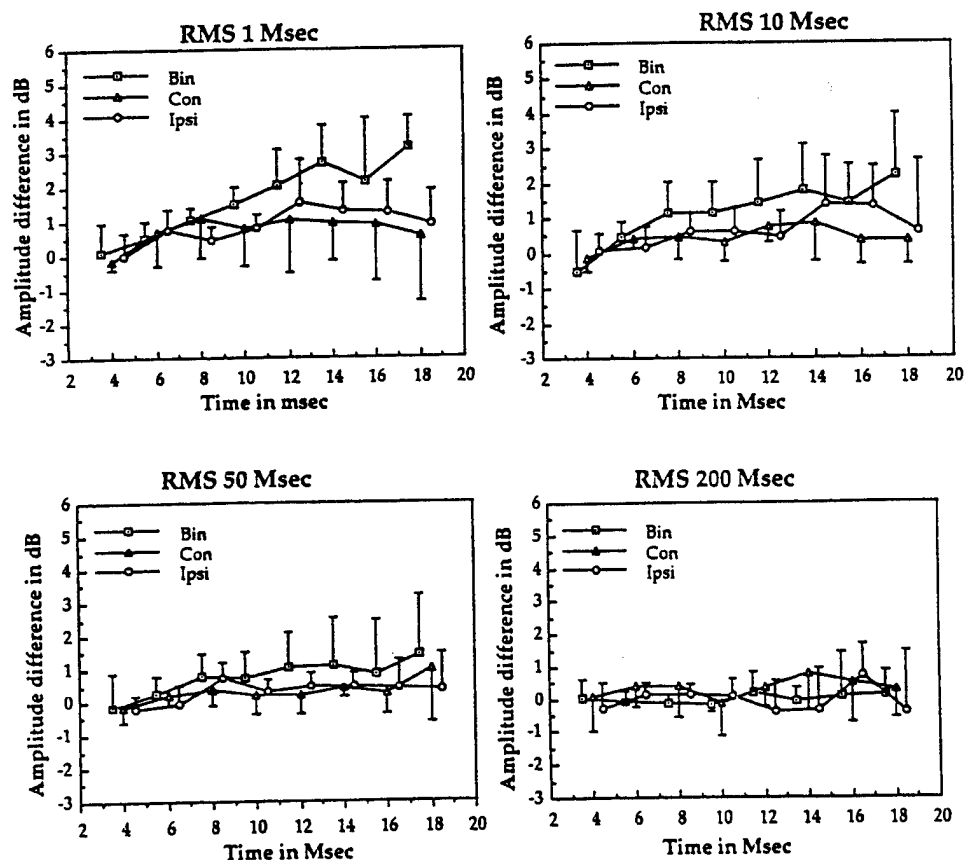 RMS 1 Msec
Amplitude difference in dB
6
5
4
3
2
1
0
-1
-2
-3
Bin
Con
Ipsi
2 4 6 8 10 12 14 16 18 20
Time in msec
RMS 10 Msec
Amplitude difference in dB
6
5
4
3
2
1
0
-1
-2
-3
Bin
Con
Ipsi
2 4 6 8 10 12 14 16 18 20
Time in Msec
RMS 50 Msec
Amplitude difference in dB
6
5
4
3
2
1
0
-1
-2
-3
Bin
Con
Ipsi
2 4 6 8 10 12 14 16 18 20
Time in Msec
RMS 200 Msec
Amplitude difference in dB
6
5
4
3
2
1
0
-1
-2
-3
Bin
Con
Ipsi
2 4 6 8 10 12 14 16 18 20
Time in Msec